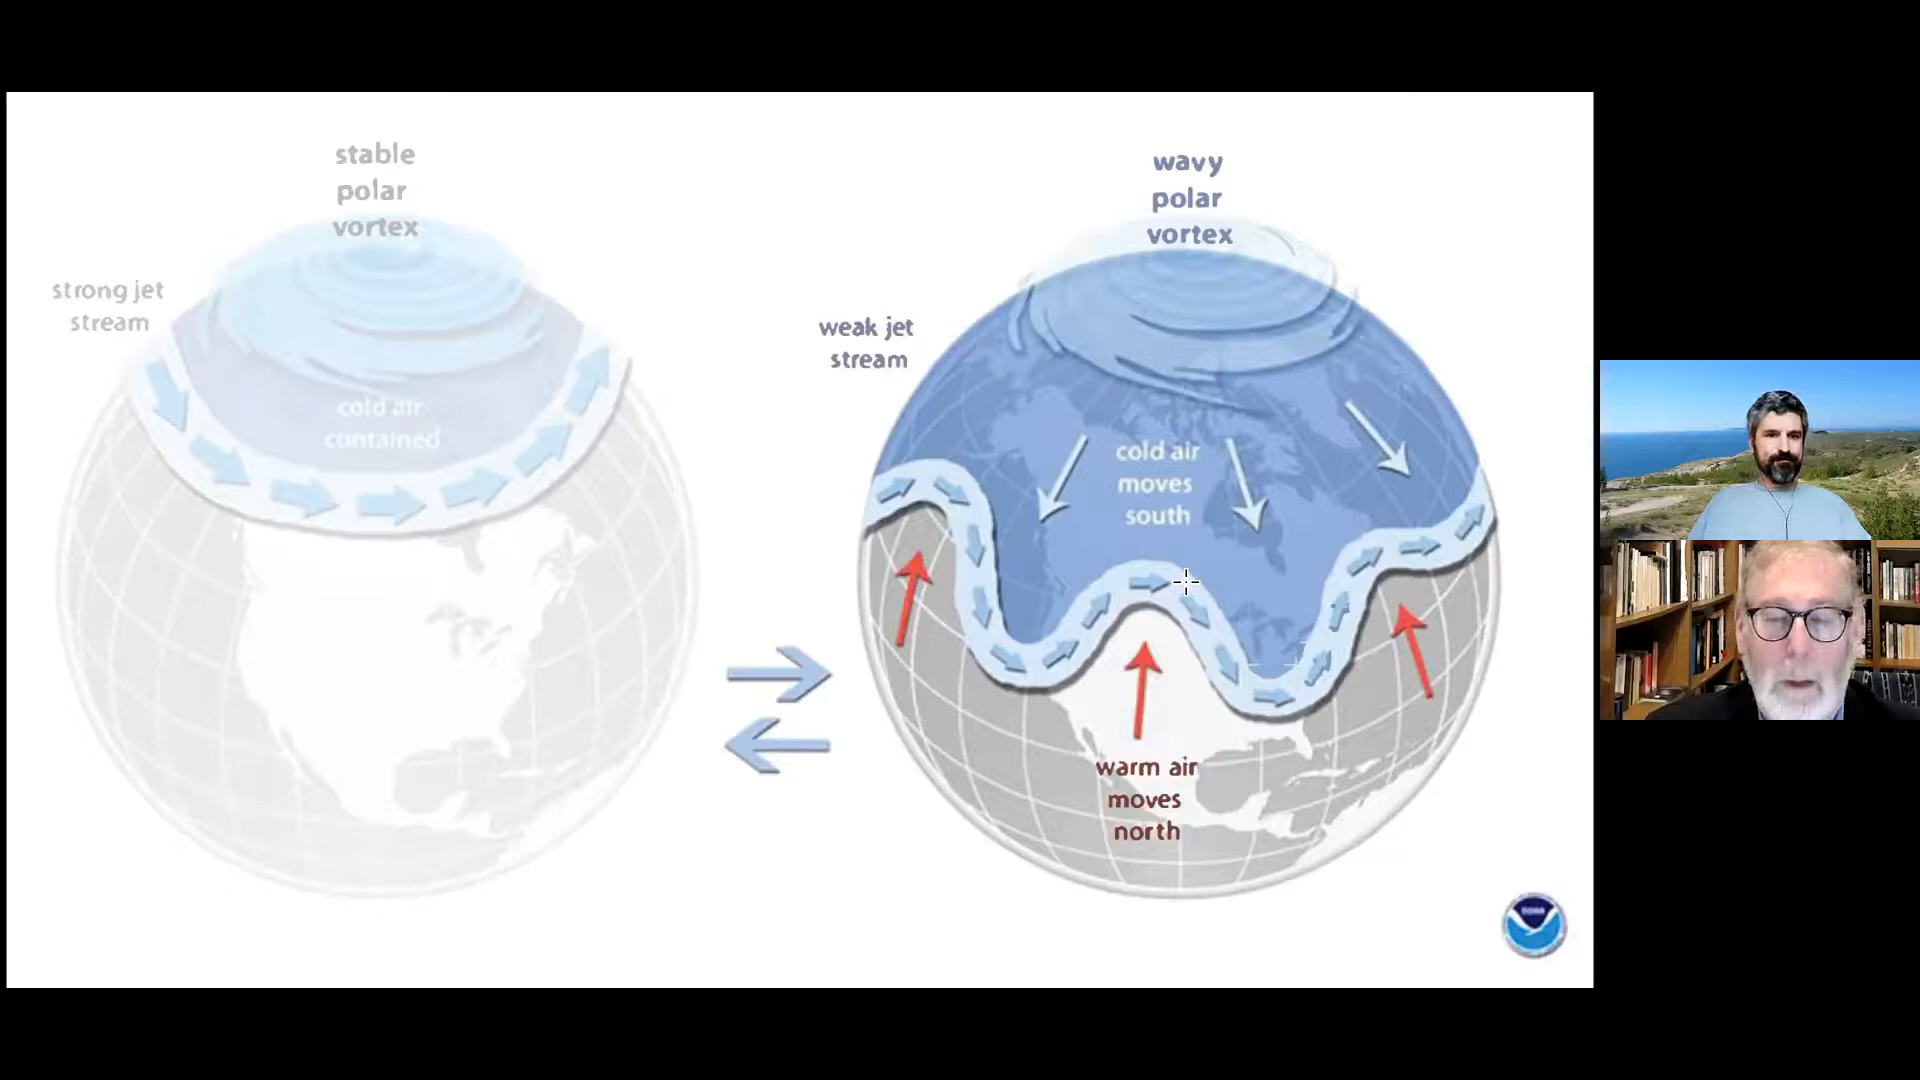 stable
polar
vortex
strong jet
stream
cold air
contained
wavy
polar
vortex
weak jet
stream
cold air
moves
south
warm air
moves
north